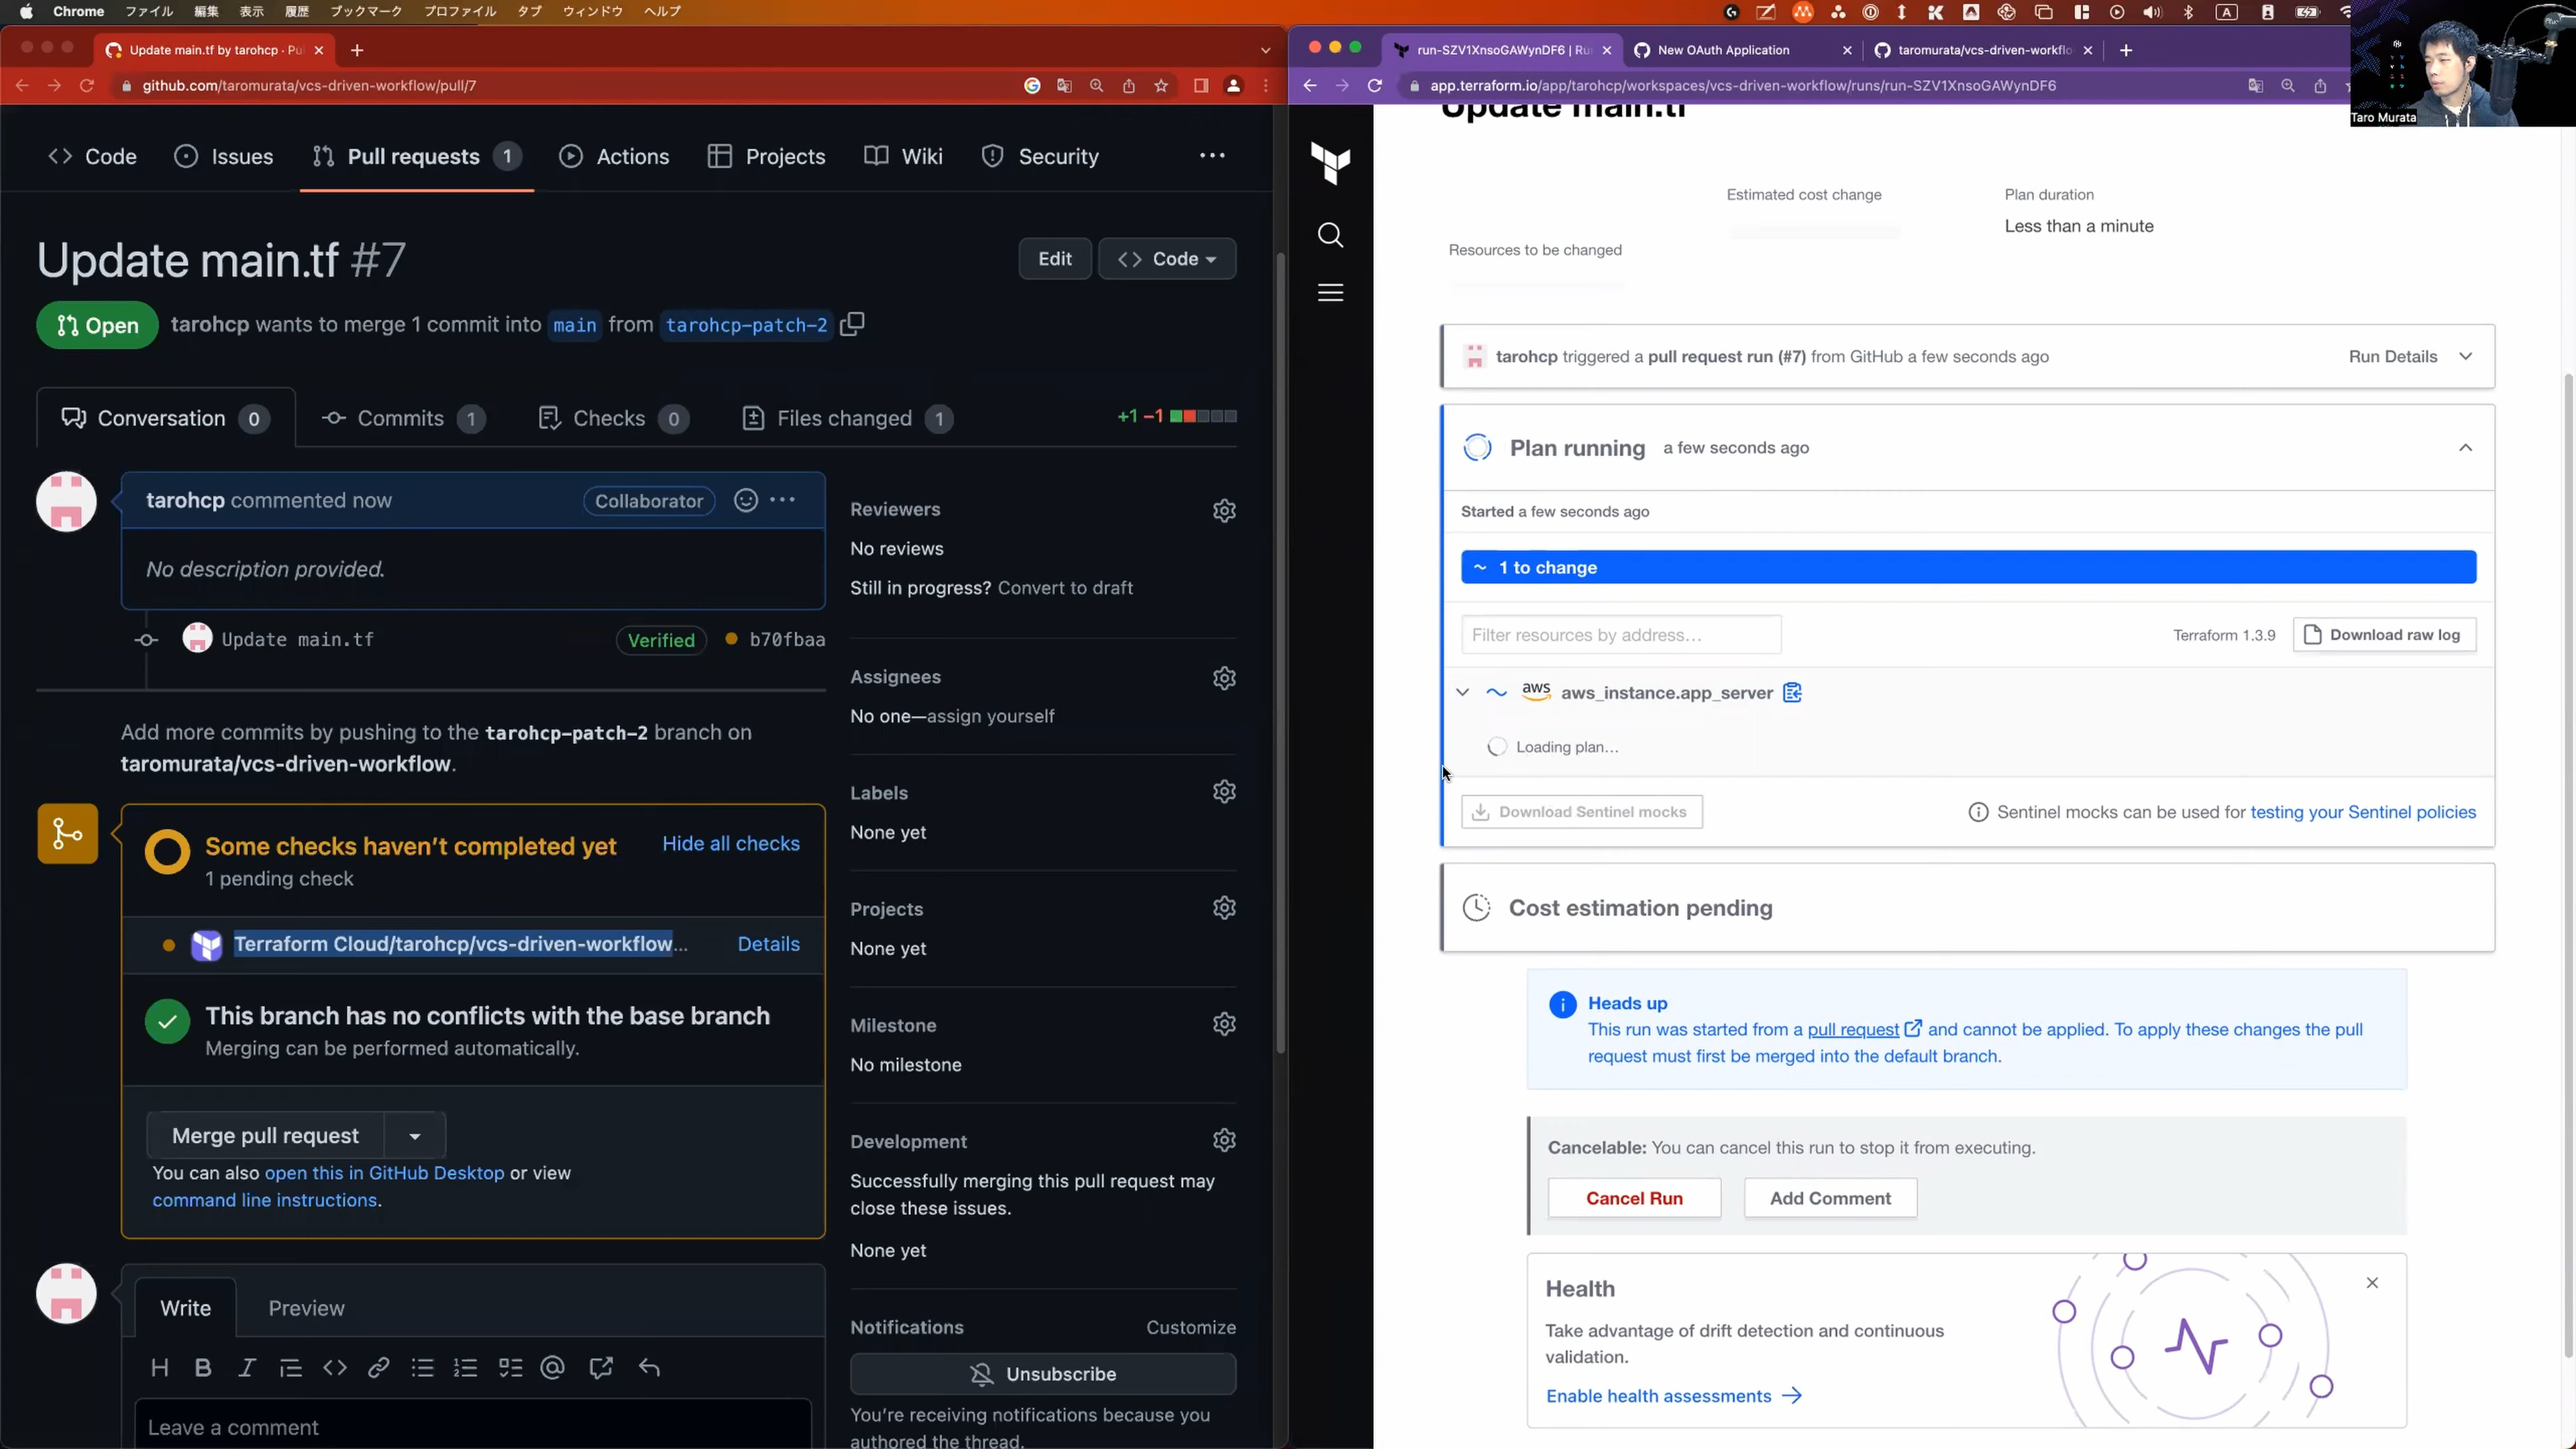 Chrome ファイル 編集 表示 履歴 ブックマーク プロファイル タブ ウィンドウ ヘルプ
Update main.tf by tarohcp · Pu
github.com/taromurata/vcs-driven-workflow/pull/7
Code Issues Pull requests 1 Actions Projects Wiki Security
Update main.tf #7
Edit Code
Open tarohcp wants to merge 1 commit into main from tarohcp-patch-2
Conversation 0 Commits 1 Checks 0 Files changed 1 +1 −1
tarohcp commented now Collaborator
No description provided.
Update main.tf Verified b70fbaa
Add more commits by pushing to the tarohcp-patch-2 branch on
taromurata/vcs-driven-workflow.
Some checks haven't completed yet Hide all checks
1 pending check
Terraform Cloud/tarohcp/vcs-driven-workflow... Details
This branch has no conflicts with the base branch
Merging can be performed automatically.
Merge pull request
You can also open this in GitHub Desktop or view
command line instructions.
Write Preview
Leave a comment
Reviewers
No reviews
Still in progress? Convert to draft
Assignees
No one—assign yourself
Labels
None yet
Projects
None yet
Milestone
No milestone
Development
Successfully merging this pull request may
close these issues.
None yet
Notifications Customize
Unsubscribe
You're receiving notifications because you
authored the thread.
run-SZV1XnsoGAWynDF6 | Ru New OAuth Application taromurata/vcs-driven-workflo
app.terraform.io/app/tarohcp/workspaces/vcs-driven-workflow/runs/run-SZV1XnsoGAWynDF6
Taro Murata
Update main.tf
Estimated cost change Plan duration
Less than a minute
Resources to be changed
tarohcp triggered a pull request run (#7) from GitHub a few seconds ago Run Details
Plan running a few seconds ago
Started a few seconds ago
~ 1 to change
Filter resources by address... Terraform 1.3.9 Download raw log
aws aws_instance.app_server
Loading plan...
Download Sentinel mocks Sentinel mocks can be used for testing your Sentinel policies
Cost estimation pending
Heads up
This run was started from a pull request and cannot be applied. To apply these changes the pull
request must first be merged into the default branch.
Cancelable: You can cancel this run to stop it from executing.
Cancel Run Add Comment
Health
Take advantage of drift detection and continuous
validation.
Enable health assessments